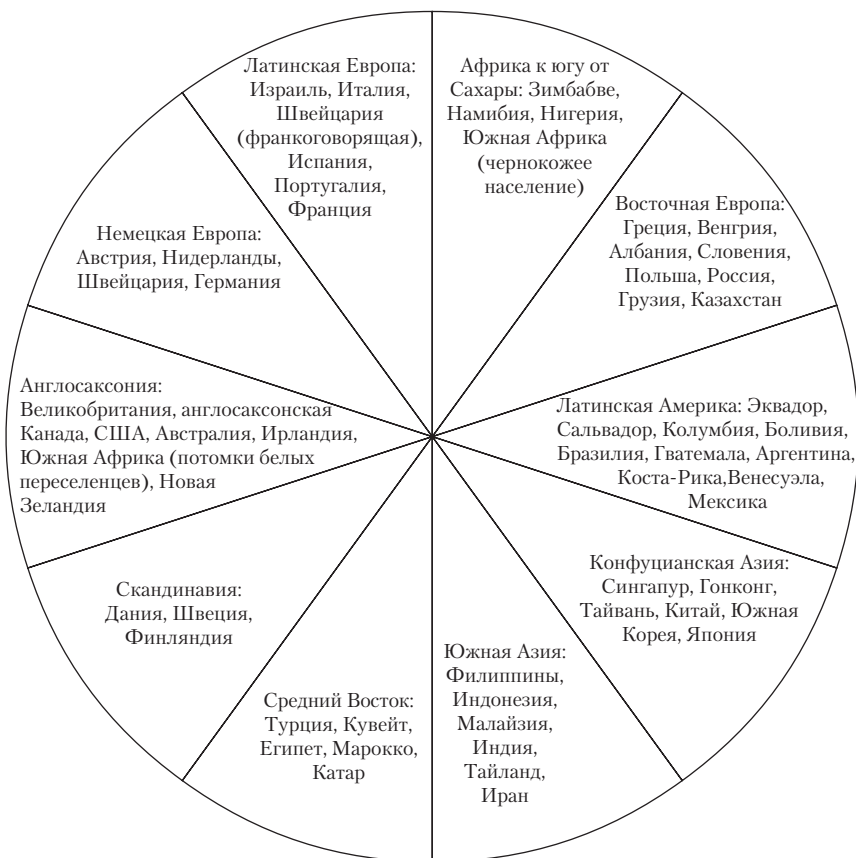 Латинская Европа:
Израиль, Италия,
Швейцария
(франкоговорящая),
Испания,
Португалия,
Франция
Африка к югу от
Сахары: Зимбабве,
Намибия, Нигерия,
Южная Африка
(чернокожее
население)
Восточная Европа:
Греция, Венгрия,
Албания, Словения,
Польша, Россия,
Грузия, Казахстан
Немецкая Европа:
Австрия, Нидерланды,
Швейцария, Германия
Англосаксония:
Великобритания, англосаксонская
Канада, США, Австралия, Ирландия,
Южная Африка (потомки белых
переселенцев), Новая
Зеландия
Латинская Америка: Эквадор,
Сальвадор, Колумбия, Боливия,
Бразилия, Гватемала, Аргентина,
Коста-Рика,Венесуэла,
Мексика
Конфуцианская Азия:
Сингапур, Гонконг,
Тайвань, Китай, Южная
Корея, Япония
Скандинавия:
Дания, Швеция,
Финляндия
Средний Восток:
Турция, Кувейт,
Египет, Марокко,
Катар
Южная Азия:
Филиппины,
Индонезия,
Малайзия,
Индия,
Тайланд,
Иран